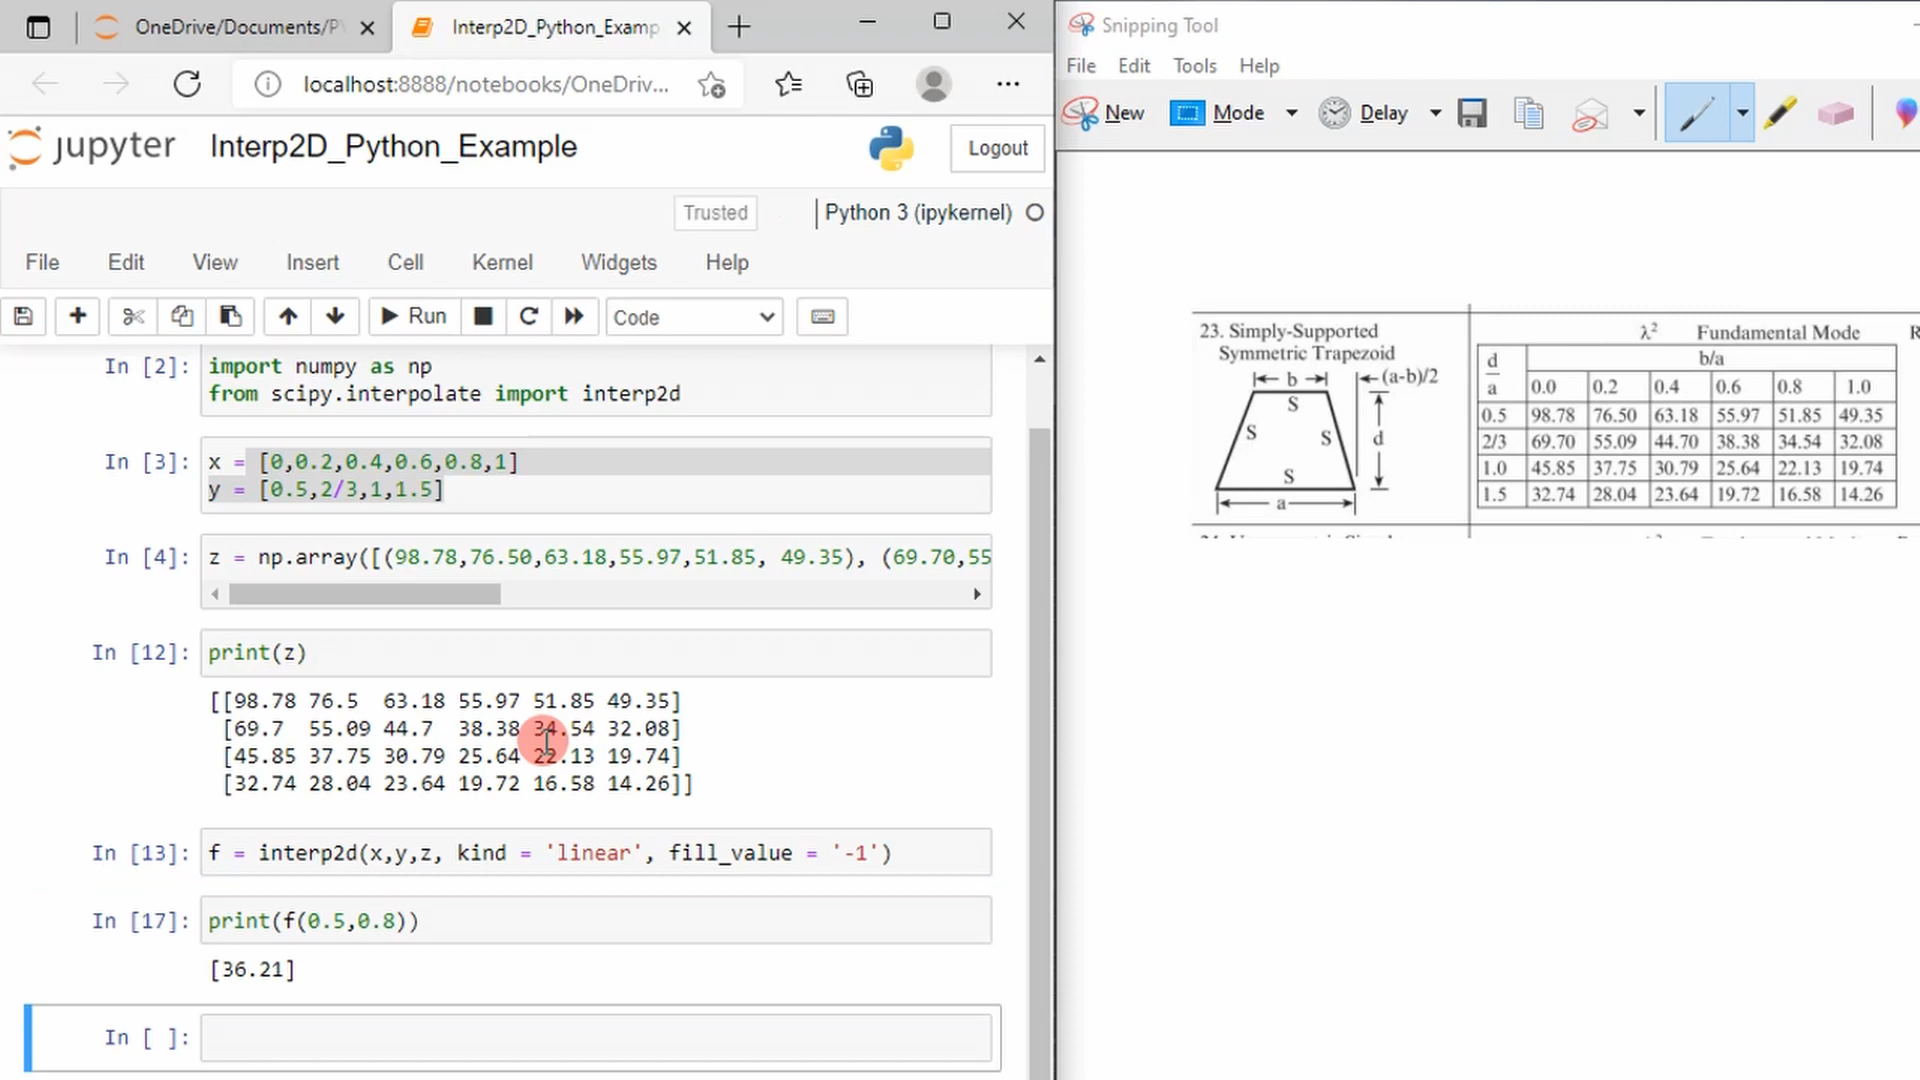 OneDrive/Documents/P
Interp2D_Python_Examp
localhost:8888/notebooks/OneDriv...
jupyter
Interp2D_Python_Example
Logout
Trusted
Python 3 (ipykernel)
File Edit View Insert Cell Kernel Widgets Help
Run
Code
In [2]: import numpy as np
from scipy.interpolate import interp2d
In [3]: x = [0,0.2,0.4,0.6,0.8,1]
y = [0.5,2/3,1,1.5]
In [4]: z = np.array([(98.78,76.50,63.18,55.97,51.85, 49.35), (69.70,55
In [12]: print(z)
[[98.78 76.5  63.18 55.97 51.85 49.35]
[69.7  55.09 44.7  38.38 34.54 32.08]
[45.85 37.75 30.79 25.64 22.13 19.74]
[32.74 28.04 23.64 19.72 16.58 14.26]]
In [13]: f = interp2d(x,y,z, kind = 'linear', fill_value = '-1')
In [17]: print(f(0.5,0.8))
[36.21]
In [ ]:
Snipping Tool
File Edit Tools Help
New Mode Delay
23. Simply-Supported
Symmetric Trapezoid
b
(a-b)/2
S
S S d
S
a
λ² Fundamental Mode
d/a b/a
0.0 0.2 0.4 0.6 0.8 1.0
0.5 98.78 76.50 63.18 55.97 51.85 49.35
2/3 69.70 55.09 44.70 38.38 34.54 32.08
1.0 45.85 37.75 30.79 25.64 22.13 19.74
1.5 32.74 28.04 23.64 19.72 16.58 14.26